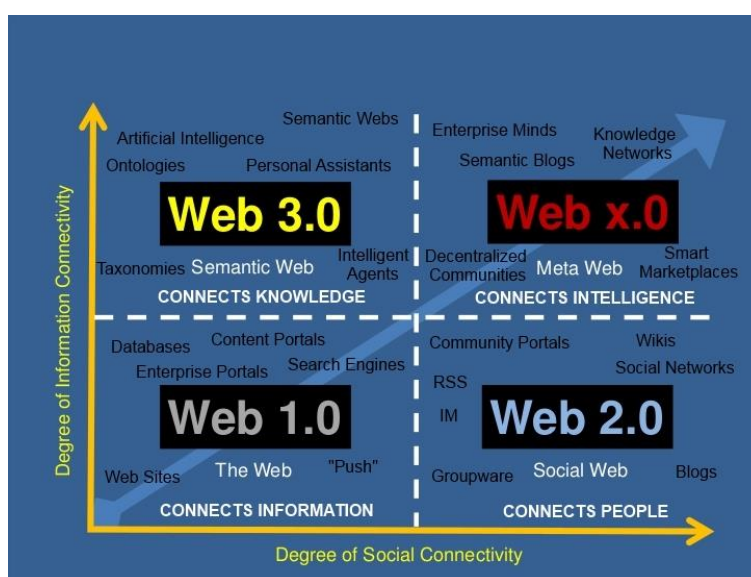 Semantic Webs
Artificial Intelligence
Ontologies
Personal Assistants
Web 3.0
Taxonomies
Semantic Web
Intelligent
Agents
CONNECTS KNOWLEDGE
Enterprise Minds
Knowledge
Networks
Semantic Blogs
Web x.0
Decentralized
Communities
Meta Web
Smart
Marketplaces
CONNECTS INTELLIGENCE
Degree of Information Connectivity
Content Portals
Databases
Enterprise Portals
Search Engines
Web 1.0
Web Sites
The Web
"Push"
CONNECTS INFORMATION
Community Portals
Wikis
Social Networks
RSS
IM
Web 2.0
Groupware
Social Web
Blogs
CONNECTS PEOPLE
Degree of Social Connectivity